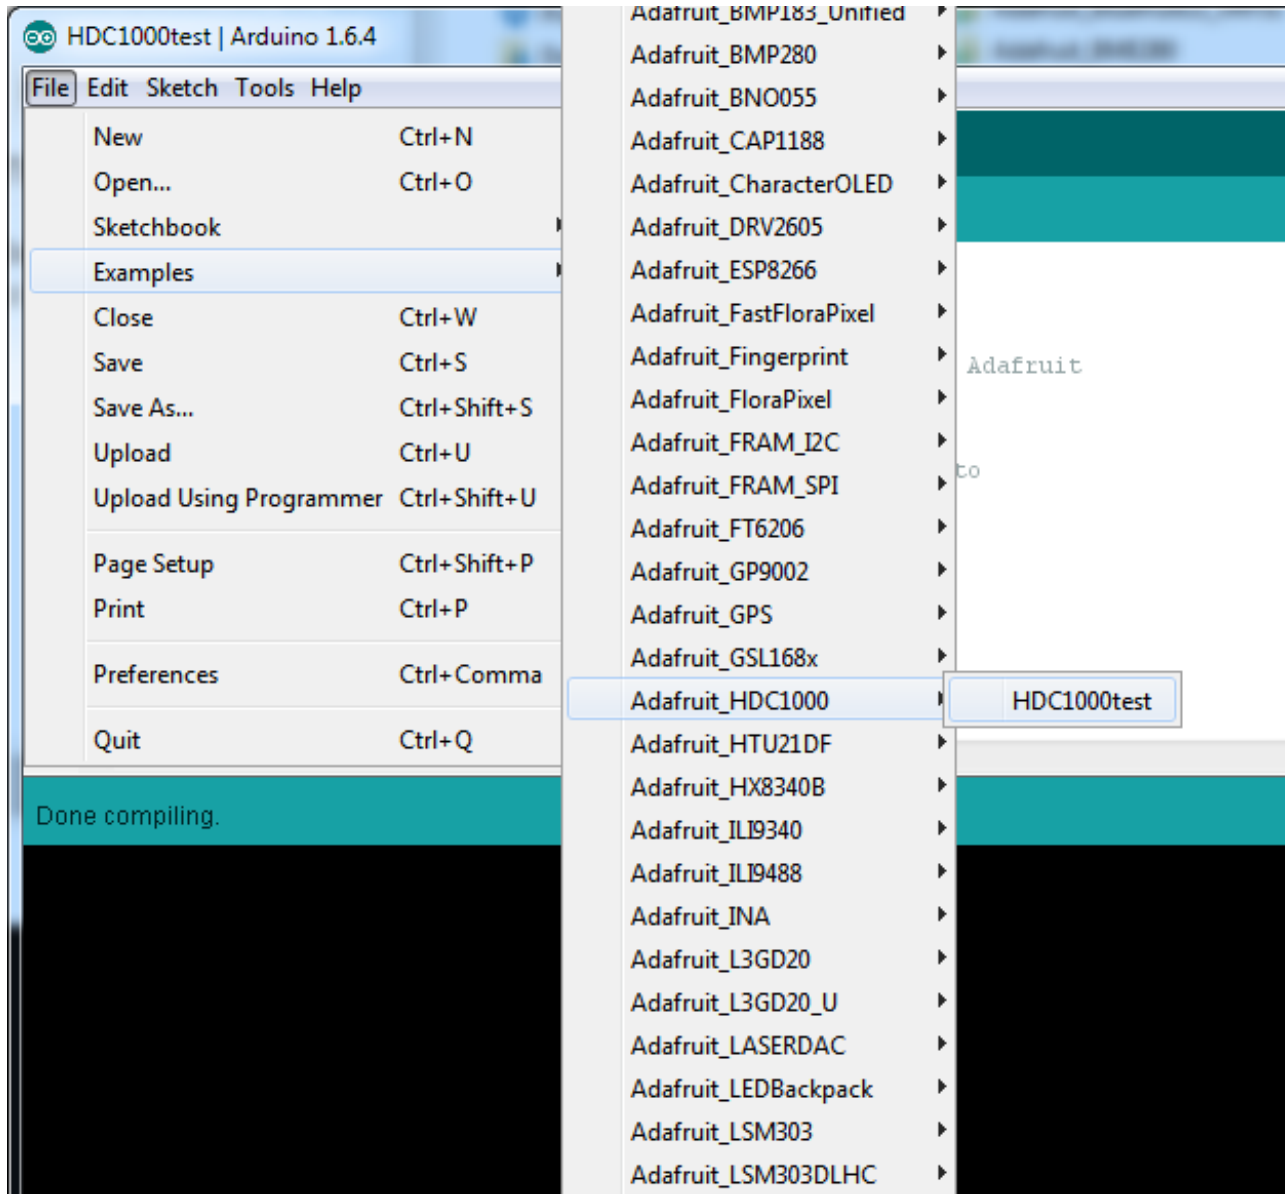 HDC1000test | Arduino 1.6.4
File Edit Sketch Tools Help
New Ctrl+N
Open... Ctrl+O
Sketchbook
Examples
Close Ctrl+W
Save Ctrl+S
Save As... Ctrl+Shift+S
Upload Ctrl+U
Upload Using Programmer Ctrl+Shift+U
Page Setup Ctrl+Shift+P
Print Ctrl+P
Preferences Ctrl+Comma
Quit Ctrl+Q
Adafruit_BMP183_Unified
Adafruit_BMP280
Adafruit_BNO055
Adafruit_CAP1188
Adafruit_CharacterOLED
Adafruit_DRV2605
Adafruit_ESP8266
Adafruit_FastFloraPixel
Adafruit_Fingerprint
Adafruit_FloraPixel
Adafruit_FRAM_I2C
Adafruit_FRAM_SPI
Adafruit_FT6206
Adafruit_GP9002
Adafruit_GPS
Adafruit_GSL168x
Adafruit_HDC1000
Adafruit_HTU21DF
Adafruit_HX8340B
Adafruit_ILI9340
Adafruit_ILI9488
Adafruit_INA
Adafruit_L3GD20
Adafruit_L3GD20_U
Adafruit_LASERDAC
Adafruit_LEDBackpack
Adafruit_LSM303
Adafruit_LSM303DLHC
HDC1000test
Adafruit
to
Done compiling.